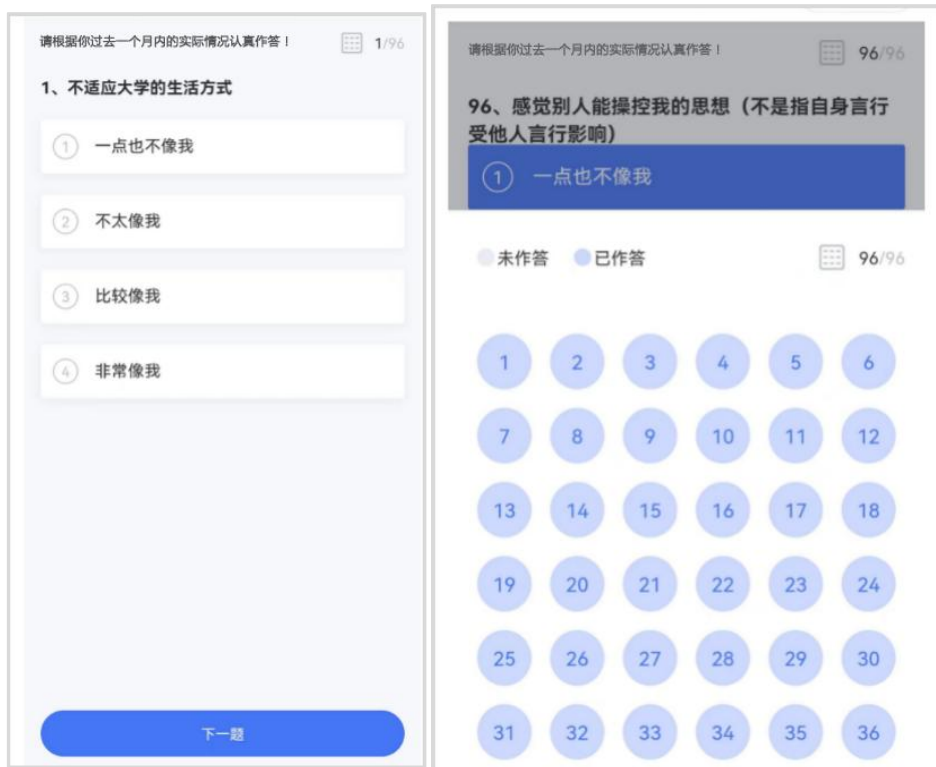 请根据你过去一个月内的实际情况认真作答！
1/96
1、不适应大学的生活方式
1 一点也不像我
2 不太像我
3 比较像我
4 非常像我
下一题
请根据你过去一个月内的实际情况认真作答！
96/96
96、感觉别人能操控我的思想（不是指自身言行
受他人言行影响）
1 一点也不像我
未作答 已作答 96/96
1 2 3 4 5 6
7 8 9 10 11 12
13 14 15 16 17 18
19 20 21 22 23 24
25 26 27 28 29 30
31 32 33 34 35 36